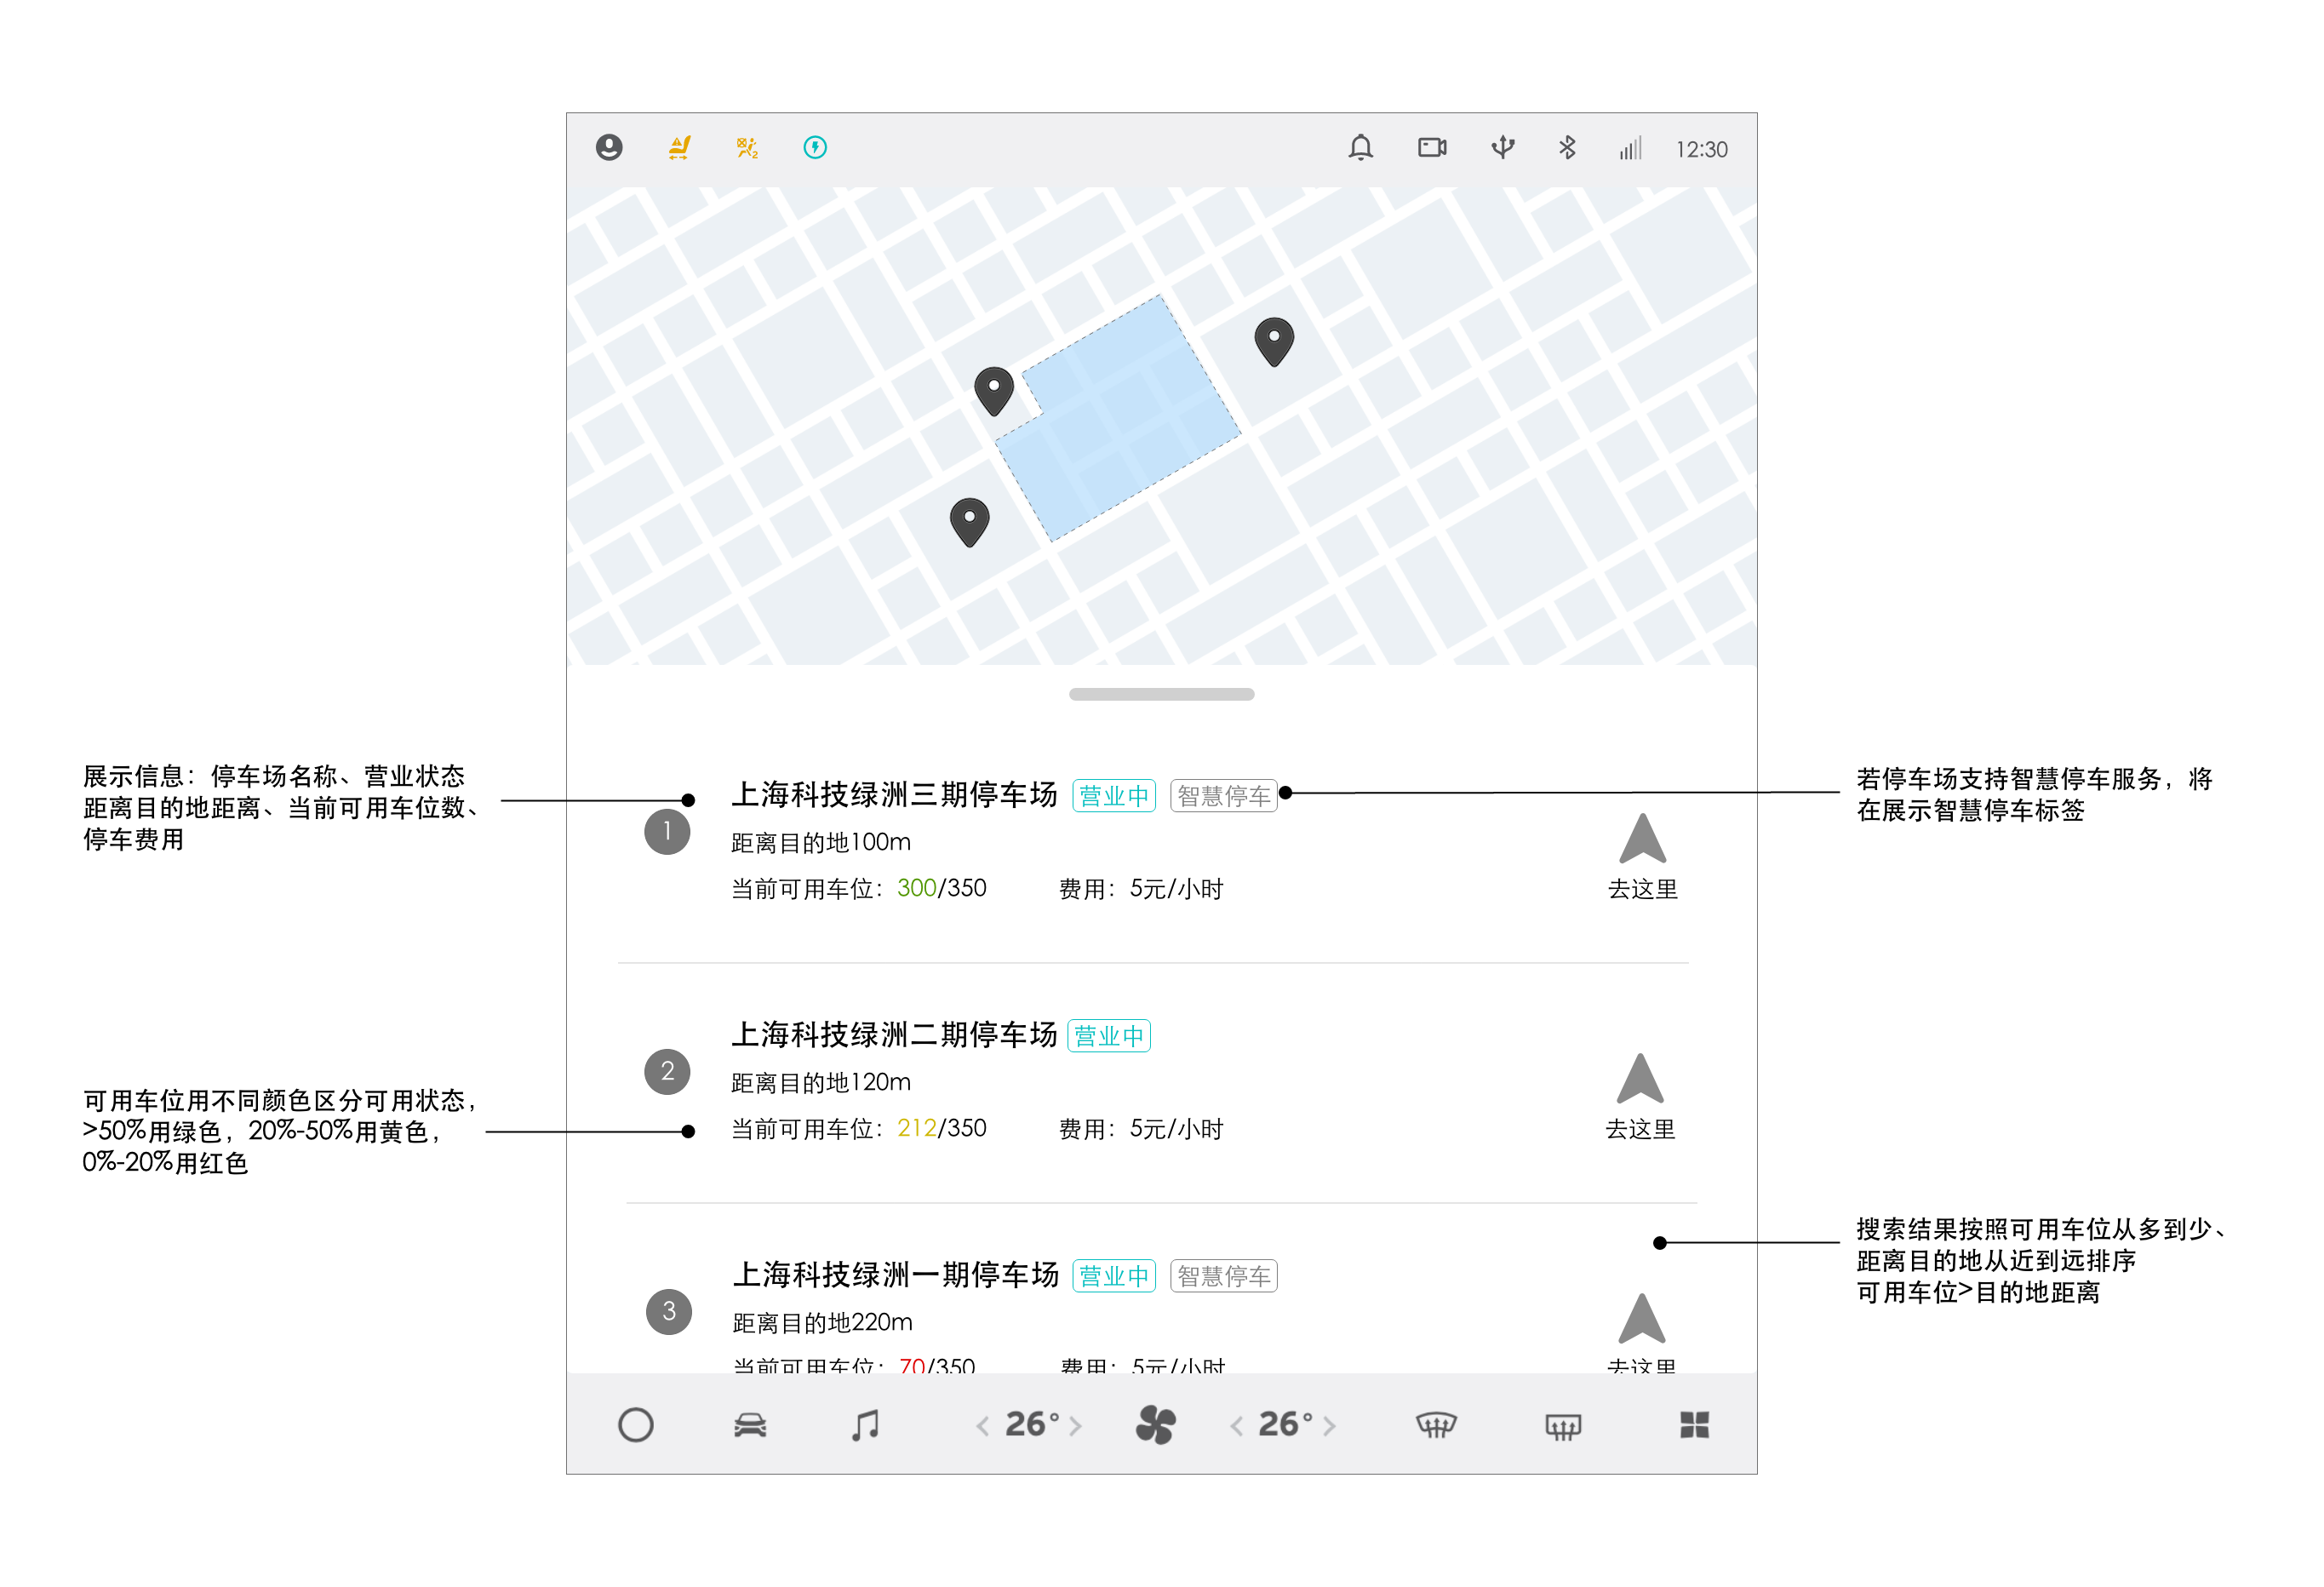 12:30
展示信息：停车场名称、营业状态
距离目的地距离、当前可用车位数、
停车费用
上海科技绿洲三期停车场 营业中 智慧停车
1
距离目的地100m
当前可用车位：300/350 费用：5元/小时
去这里
若停车场支持智慧停车服务，将
在展示智慧停车标签
上海科技绿洲二期停车场 营业中
2
距离目的地120m
当前可用车位：212/350 费用：5元/小时
去这里
可用车位用不同颜色区分可用状态，
>50%用绿色，20%-50%用黄色，
0%-20%用红色
上海科技绿洲一期停车场 营业中 智慧停车
3
距离目的地220m
当前可用车位：70/350 费用：5元/小时
去这里
搜索结果按照可用车位从多到少、
距离目的地从近到远排序
可用车位>目的地距离
< 26° > < 26° >